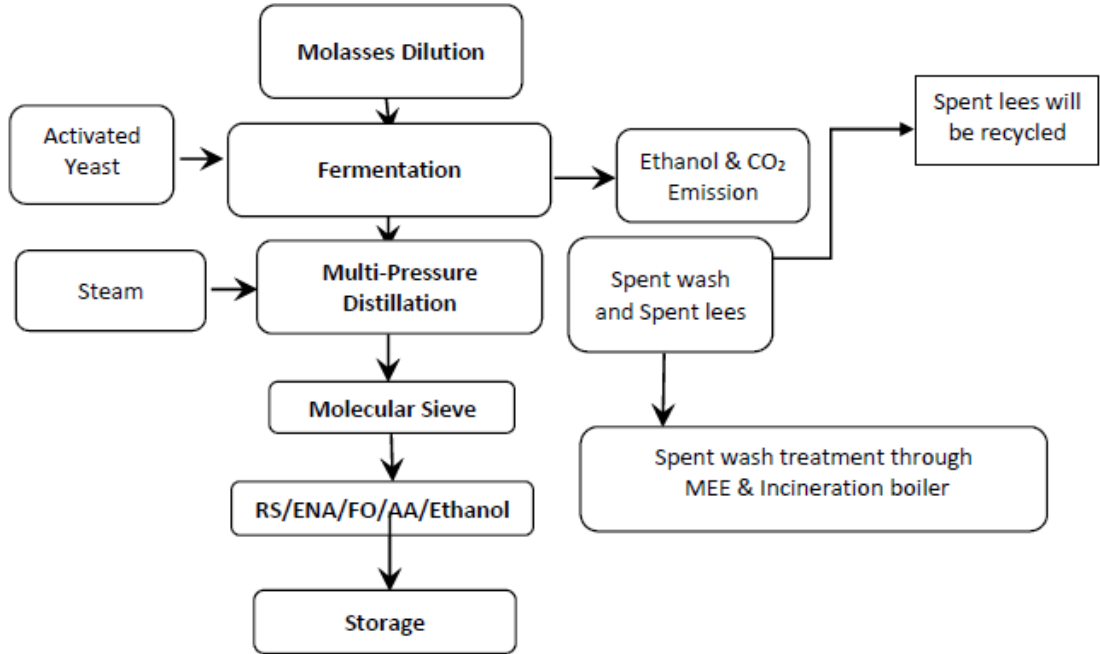 Molasses Dilution
Spent lees will
be recycled
Activated
Yeast
Fermentation
Ethanol & CO₂
Emission
Steam
Multi-Pressure
Distillation
Spent wash
and Spent lees
Molecular Sieve
Spent wash treatment through
MEE & Incineration boiler
RS/ENA/FO/AA/Ethanol
Storage